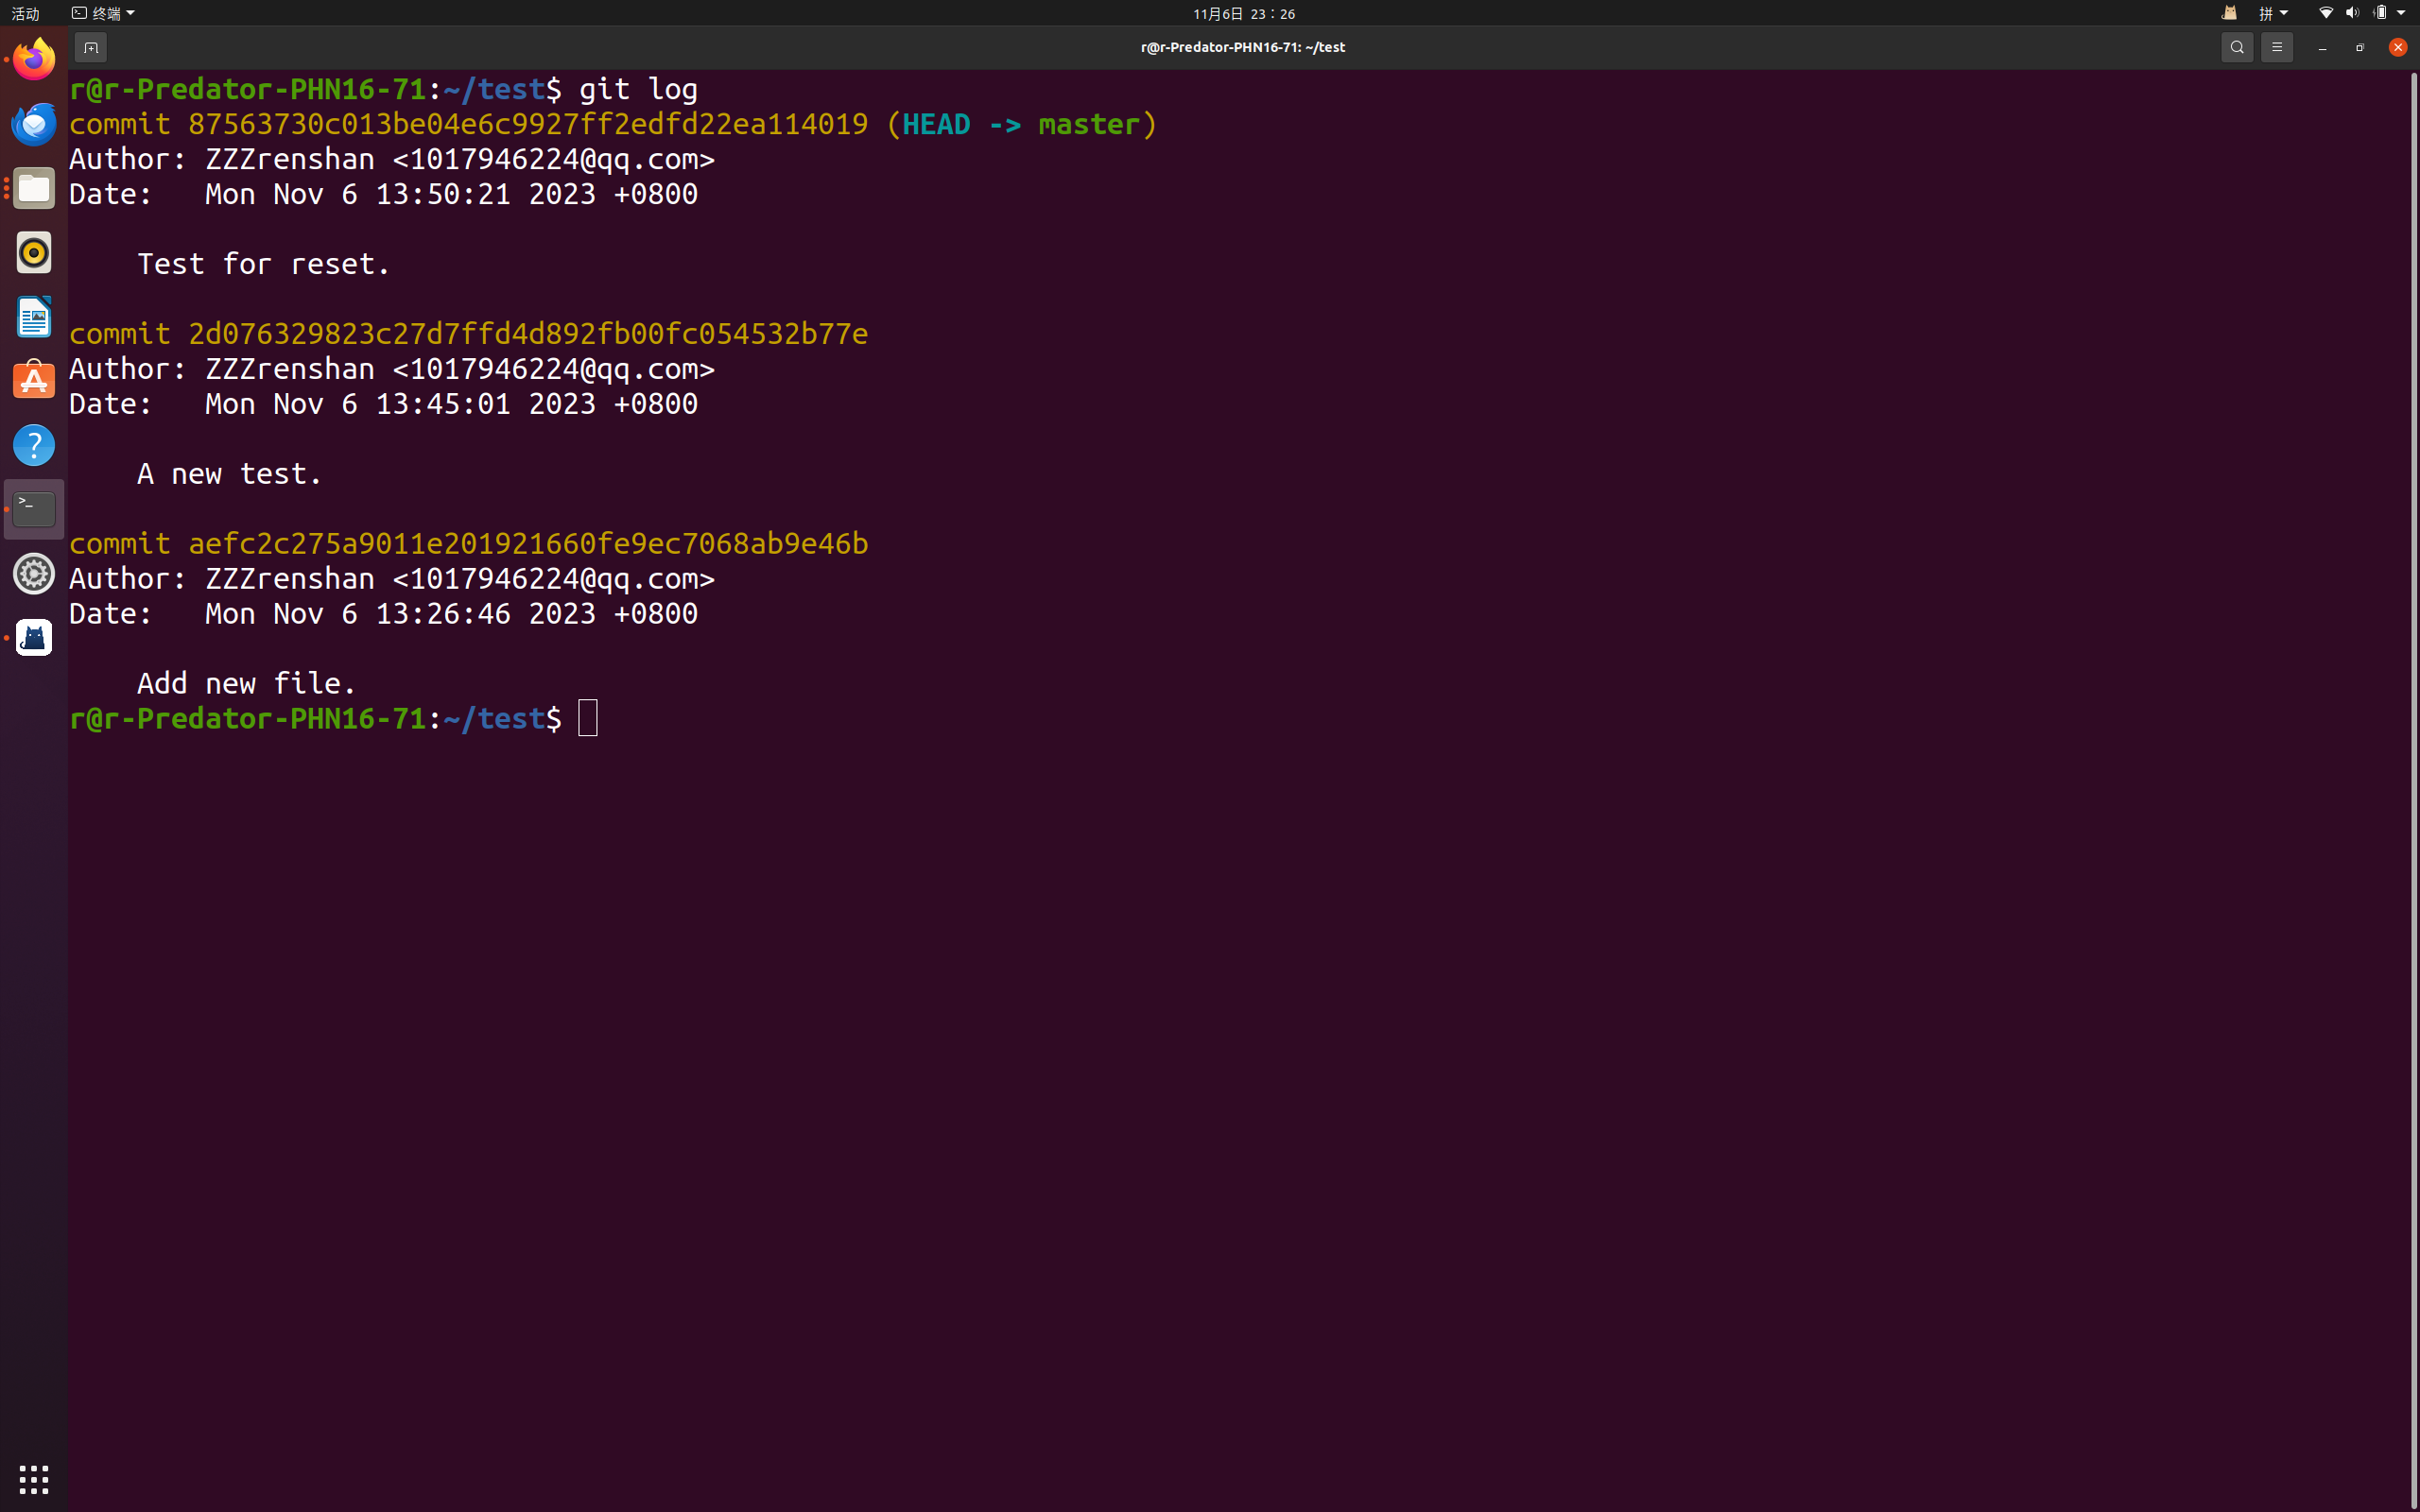 活动 终端 11月6日 23：26 拼
r@r-Predator-PHN16-71: ~/test
r@r-Predator-PHN16-71:~/test$ git log
commit 87563730c013be04e6c9927ff2edfd22ea114019 (HEAD -> master)
Author: ZZZrenshan <1017946224@qq.com>
Date:   Mon Nov 6 13:50:21 2023 +0800
Test for reset.
commit 2d076329823c27d7ffd4d892fb00fc054532b77e
Author: ZZZrenshan <1017946224@qq.com>
Date:   Mon Nov 6 13:45:01 2023 +0800
A new test.
commit aefc2c275a9011e201921660fe9ec7068ab9e46b
Author: ZZZrenshan <1017946224@qq.com>
Date:   Mon Nov 6 13:26:46 2023 +0800
Add new file.
r@r-Predator-PHN16-71:~/test$